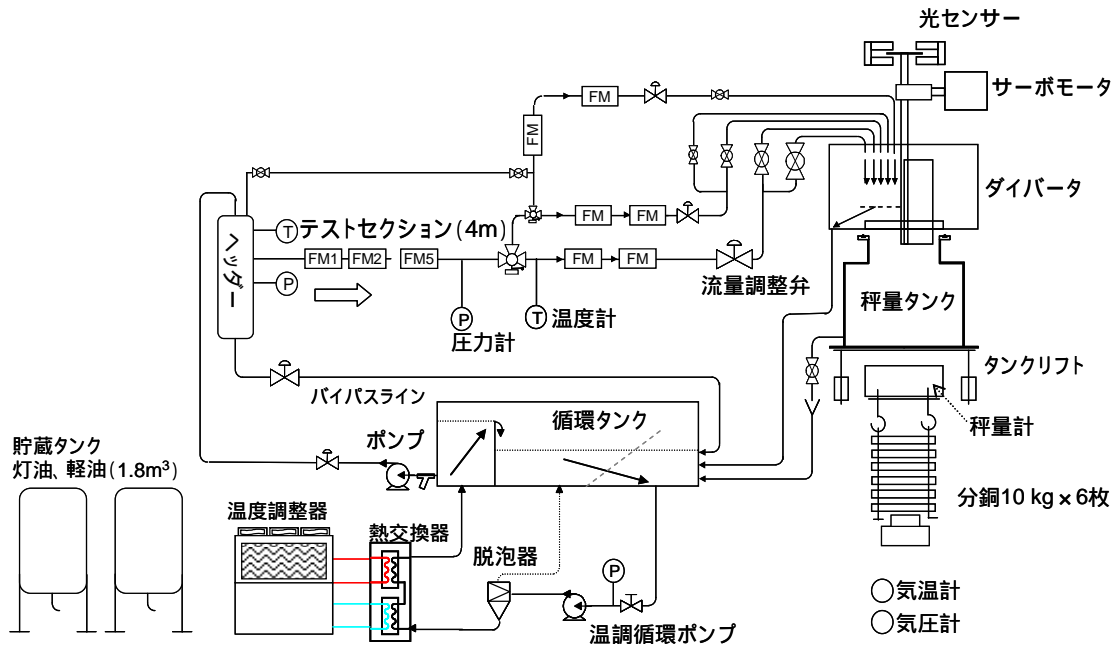 光センサー
サーボモータ
FM
FM
ダイバータ
ヘッダー
T
テストセクション(4m)
FM
FM
FM1
FM2
FM5
FM
FM
流量調整弁
P
P
圧力計
T
温度計
秤量タンク
タンクリフト
バイパスライン
循環タンク
秤量計
ポンプ
貯蔵タンク
灯油、軽油(1.8m³)
分銅10 kg × 6枚
温度調整器
熱交換器
脱泡器
P
温調循環ポンプ
気温計
気圧計